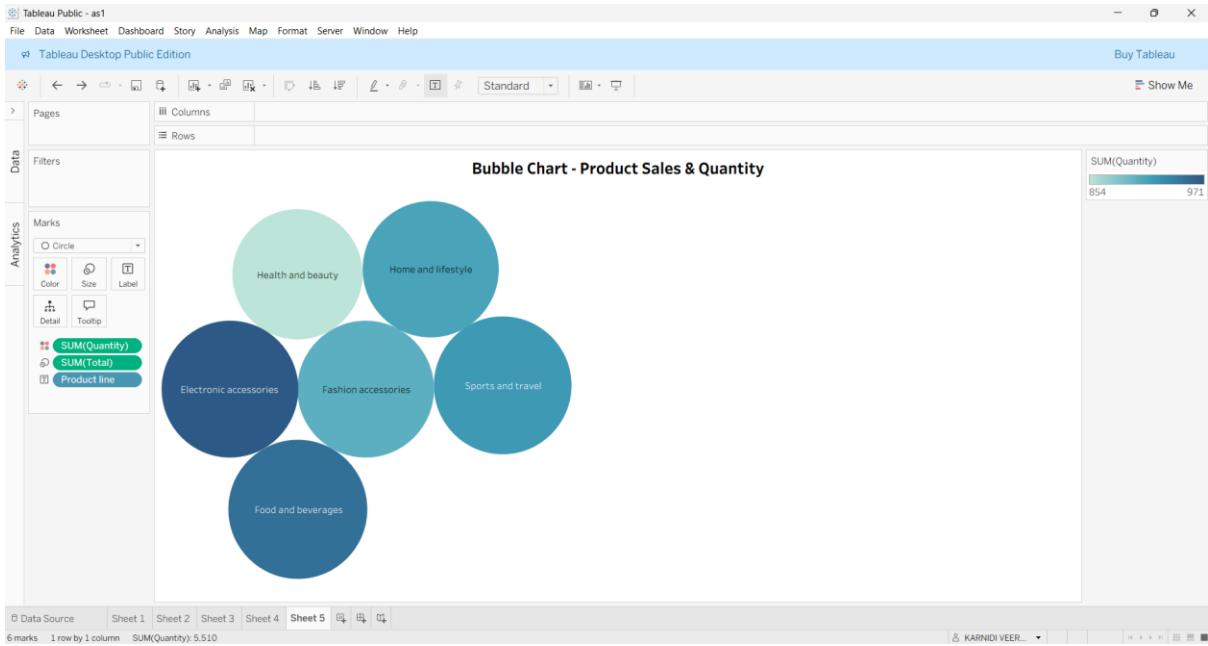 Tableau Public - as1
File Data Worksheet Dashboard Story Analysis Map Format Server Window Help
Tableau Desktop Public Edition
Buy Tableau
Standard
Show Me
Pages
Columns
Rows
Data
Analytics
Filters
Marks
Circle
Color Size Label
Detail Tooltip
SUM(Quantity)
SUM(Total)
Product line
Bubble Chart - Product Sales & Quantity
Health and beauty
Home and lifestyle
Electronic accessories
Fashion accessories
Sports and travel
Food and beverages
SUM(Quantity)
854 971
Data Source Sheet 1 Sheet 2 Sheet 3 Sheet 4 Sheet 5
6 marks 1 row by 1 column SUM(Quantity): 5,510
KARNIDI VEER...